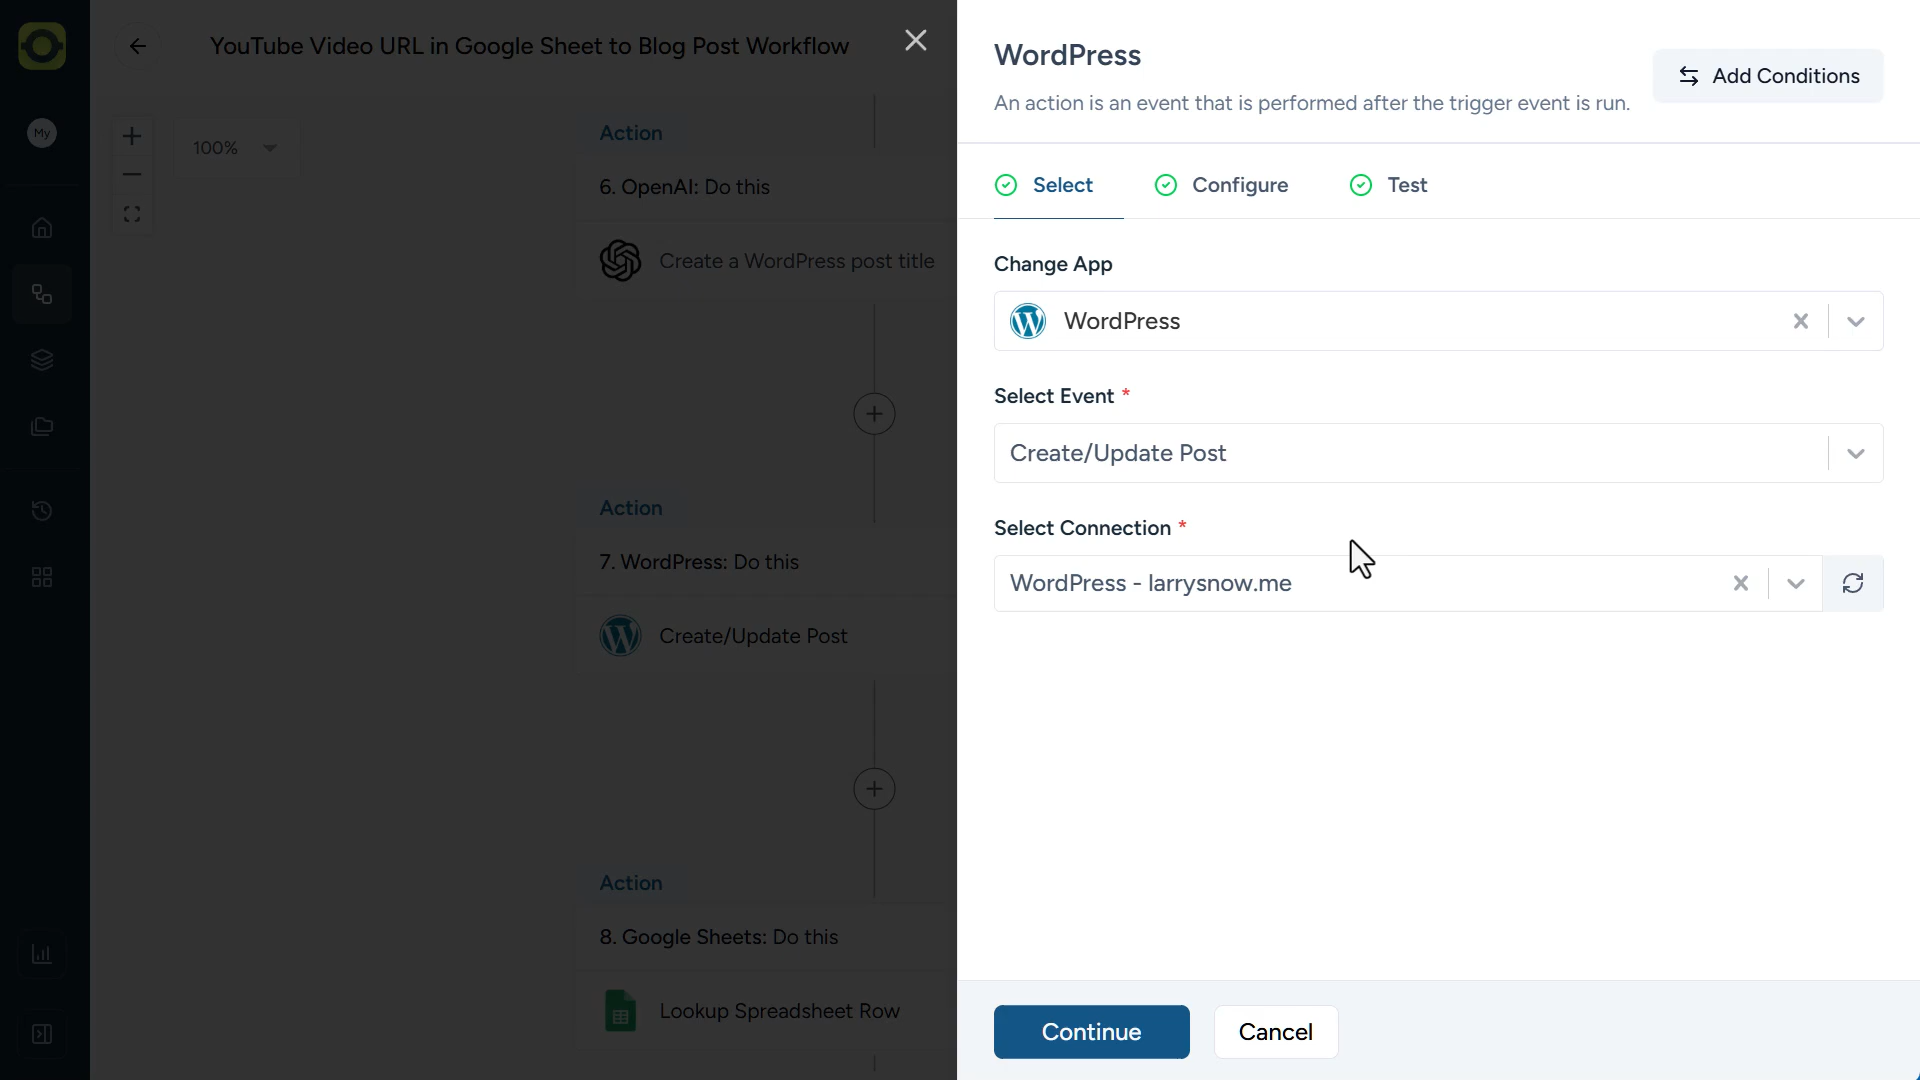 YouTube Video URL in Google Sheet to Blog Post Workflow
My
100%
Action
6. OpenAI: Do this
Create a WordPress post title
Action
7. WordPress: Do this
Create/Update Post
Action
8. Google Sheets: Do this
Lookup Spreadsheet Row
WordPress
An action is an event that is performed after the trigger event is run.
Add Conditions
Select
Configure
Test
Change App
WordPress
Select Event *
Create/Update Post
Select Connection *
WordPress - larrysnow.me
Continue
Cancel